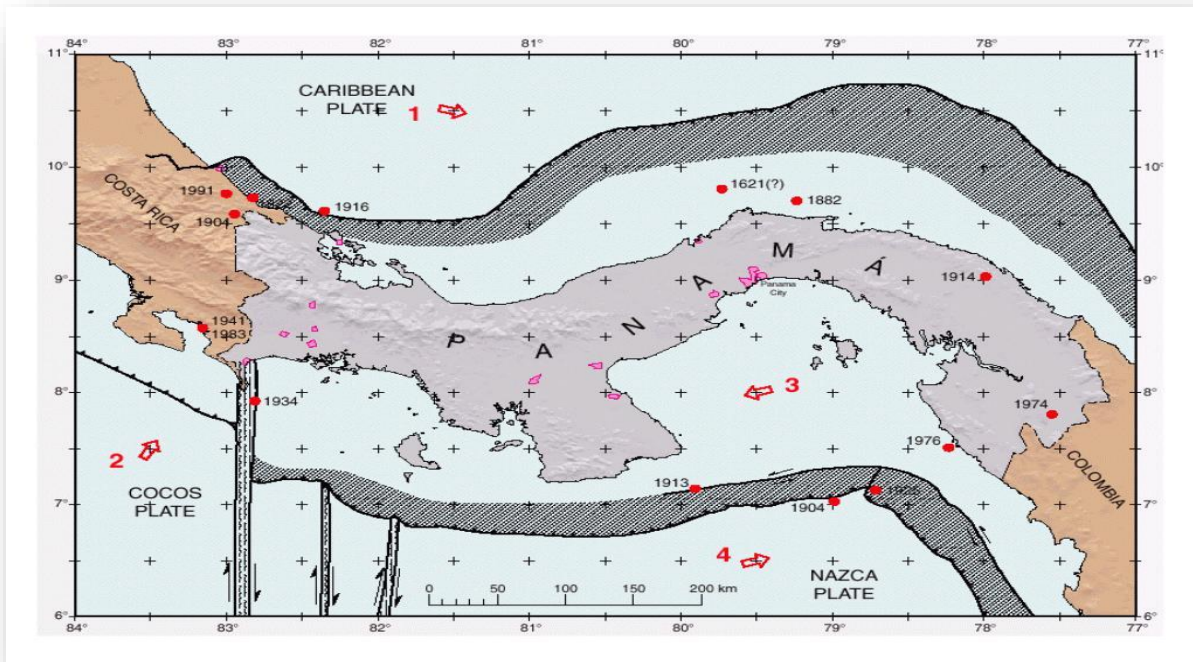 84° 83° 82° 81° 80° 79° 78° 77°
11° 11°
CARIBBEAN
PLATE
1
10° 10°
COSTA RICA
1991
1904
1916
1621(?)
1882
9° 9°
1914
PANAMÁ
Panama
City
1941
1983
8° 8°
1934
3
1974
2
1976
COLOMBIA
COCOS
PLATE
7° 7°
1913
1904
1925
4
NAZCA
PLATE
0 50 100 150 200 km
6° 6°
84° 83° 82° 81° 80° 79° 78° 77°